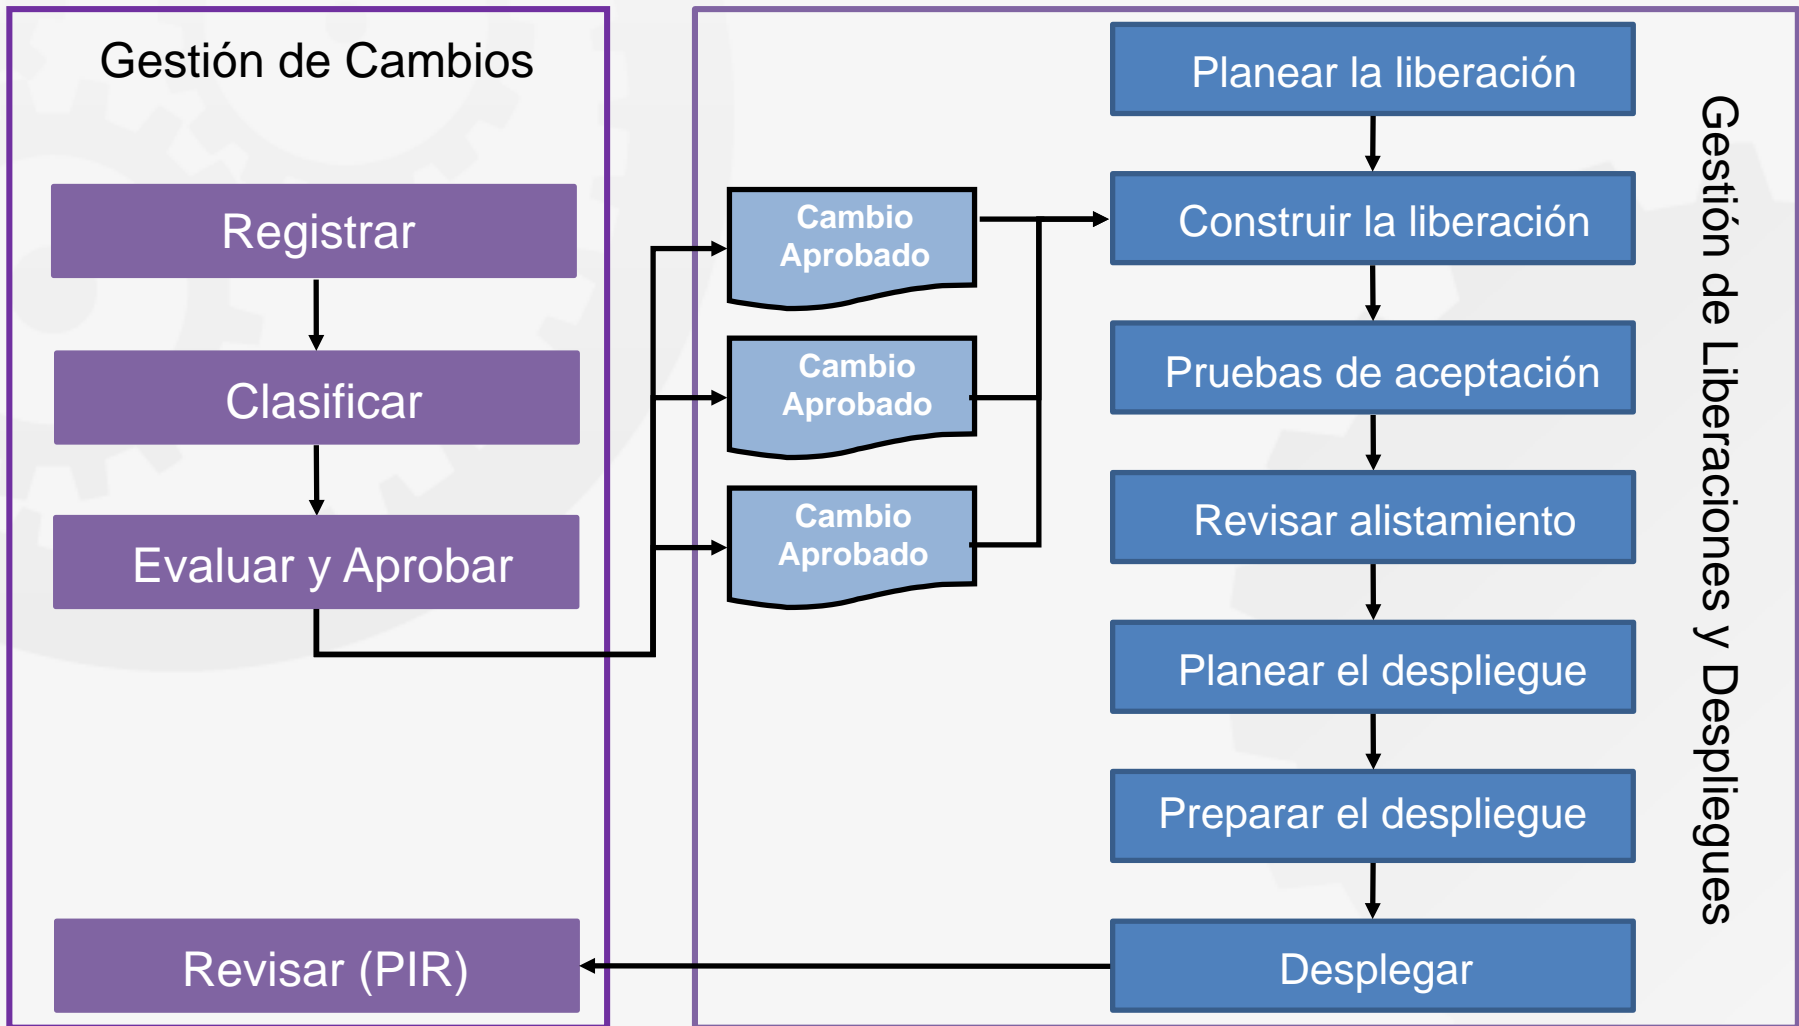 Gestión de Cambios
Registrar
Clasificar
Evaluar y Aprobar
Revisar (PIR)
Cambio
Aprobado
Cambio
Aprobado
Cambio
Aprobado
Planear la liberación
Construir la liberación
Pruebas de aceptación
Revisar alistamiento
Planear el despliegue
Preparar el despliegue
Desplegar
Gestión de Liberaciones y Despliegues